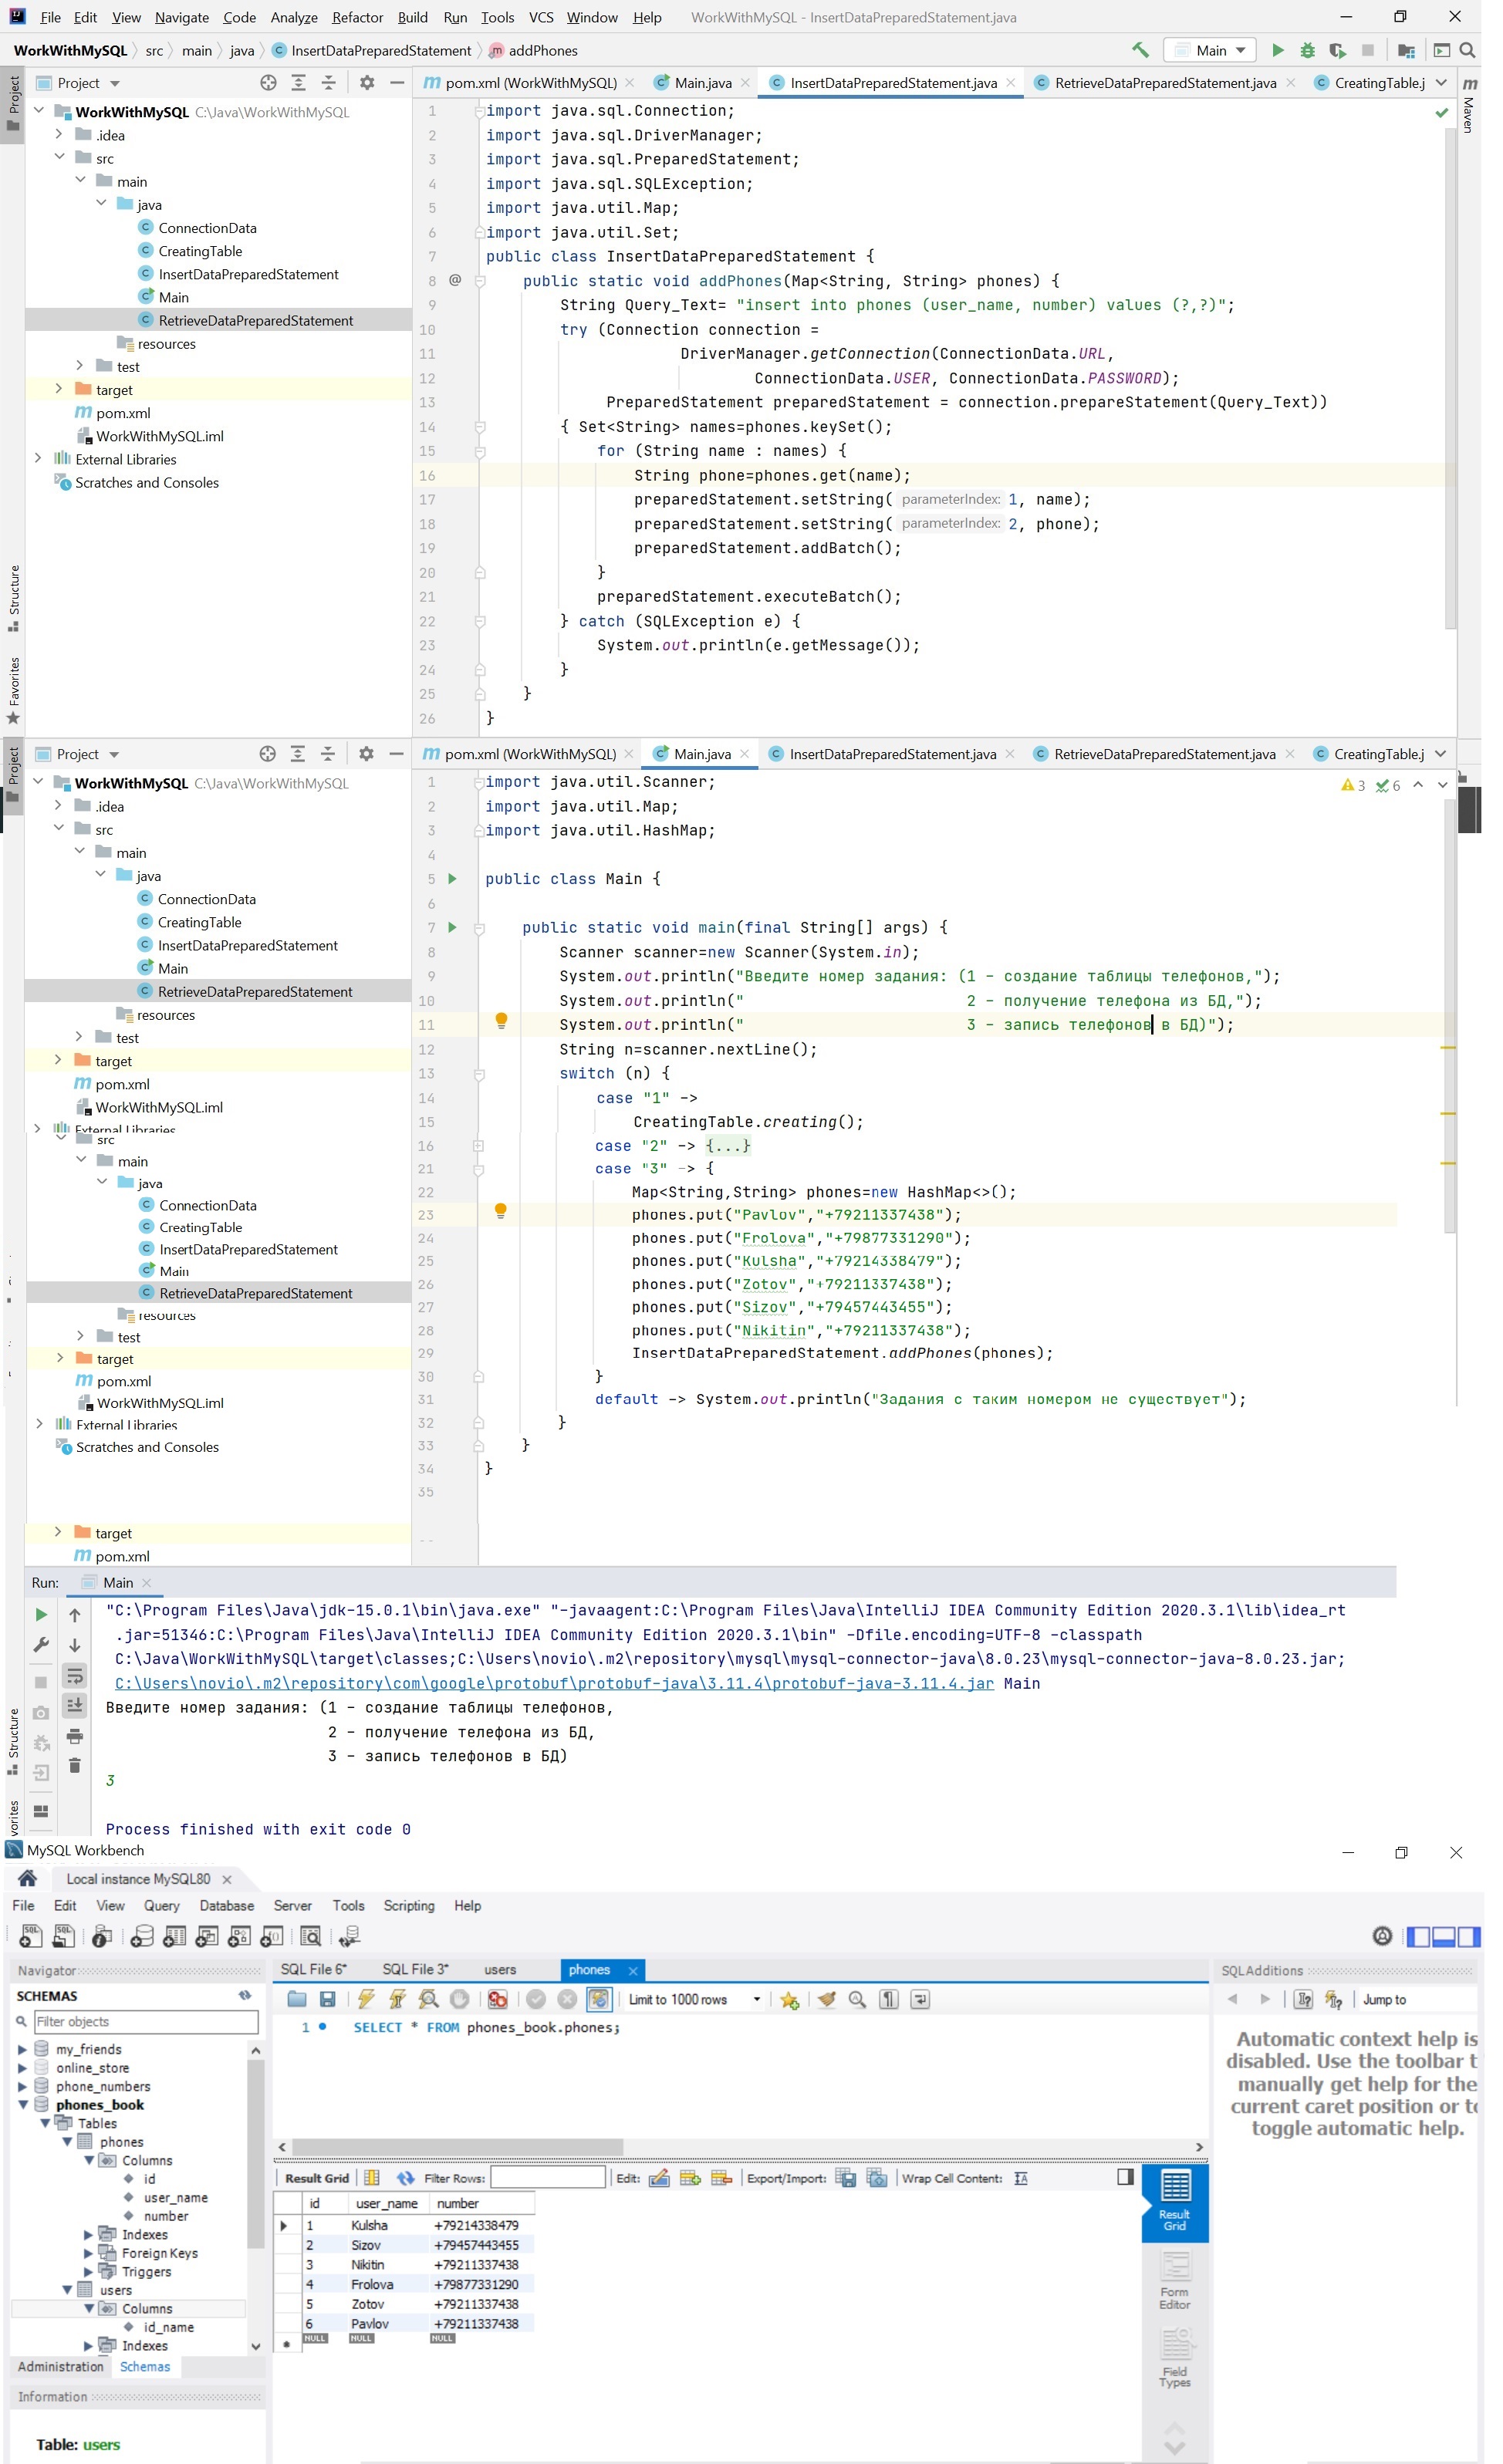 File Edit View Navigate Code Analyze Refactor Build Run Tools VCS Window Help WorkWithMySQL - InsertDataPreparedStatement.java
WorkWithMySQL src main java InsertDataPreparedStatement addPhones Main
Project
pom.xml (WorkWithMySQL) Main.java InsertDataPreparedStatement.java RetrieveDataPreparedStatement.java CreatingTable.j
Project
Structure
Favorites
Maven
WorkWithMySQL C:\Java\WorkWithMySQL
.idea
src
main
java
ConnectionData
CreatingTable
InsertDataPreparedStatement
Main
RetrieveDataPreparedStatement
resources
test
target
pom.xml
WorkWithMySQL.iml
External Libraries
Scratches and Consoles
1 import java.sql.Connection;
2 import java.sql.DriverManager;
3 import java.sql.PreparedStatement;
4 import java.sql.SQLException;
5 import java.util.Map;
6 import java.util.Set;
7 public class InsertDataPreparedStatement {
8 @ public static void addPhones(Map<String, String> phones) {
9 String Query_Text= "insert into phones (user_name, number) values (?,?)";
10 try (Connection connection =
11 DriverManager.getConnection(ConnectionData.URL,
12 ConnectionData.USER, ConnectionData.PASSWORD);
13 PreparedStatement preparedStatement = connection.prepareStatement(Query_Text))
14 { Set<String> names=phones.keySet();
15 for (String name : names) {
16 String phone=phones.get(name);
17 preparedStatement.setString( parameterIndex: 1, name);
18 preparedStatement.setString( parameterIndex: 2, phone);
19 preparedStatement.addBatch();
20 }
21 preparedStatement.executeBatch();
22 } catch (SQLException e) {
23 System.out.println(e.getMessage());
24 }
25 }
26 }
Project
pom.xml (WorkWithMySQL) Main.java InsertDataPreparedStatement.java RetrieveDataPreparedStatement.java CreatingTable.j
Project
WorkWithMySQL C:\Java\WorkWithMySQL
.idea
src
main
java
ConnectionData
CreatingTable
InsertDataPreparedStatement
Main
RetrieveDataPreparedStatement
resources
test
target
pom.xml
WorkWithMySQL.iml
External Libraries
src
main
java
ConnectionData
CreatingTable
InsertDataPreparedStatement
Main
RetrieveDataPreparedStatement
resources
test
target
pom.xml
WorkWithMySQL.iml
External Libraries
Scratches and Consoles
target
pom.xml
3 6
1 import java.util.Scanner;
2 import java.util.Map;
3 import java.util.HashMap;
4
5 public class Main {
6
7 public static void main(final String[] args) {
8 Scanner scanner=new Scanner(System.in);
9 System.out.println("Введите номер задания: (1 - создание таблицы телефонов,");
10 System.out.println(" 2 - получение телефона из БД,");
11 System.out.println(" 3 - запись телефонов в БД)");
12 String n=scanner.nextLine();
13 switch (n) {
14 case "1" ->
15 CreatingTable.creating();
16 case "2" -> {...}
21 case "3" -> {
22 Map<String,String> phones=new HashMap<>();
23 phones.put("Pavlov","+79211337438");
24 phones.put("Frolova","+79877331290");
25 phones.put("Kulsha","+79214338479");
26 phones.put("Zotov","+79211337438");
27 phones.put("Sizov","+79457443455");
28 phones.put("Nikitin","+79211337438");
29 InsertDataPreparedStatement.addPhones(phones);
30 }
31 default -> System.out.println("Задания с таким номером не существует");
32 }
33 }
34 }
35
Run: Main
Structure
vorites
"C:\Program Files\Java\jdk-15.0.1\bin\java.exe" "-javaagent:C:\Program Files\Java\IntelliJ IDEA Community Edition 2020.3.1\lib\idea_rt
.jar=51346:C:\Program Files\Java\IntelliJ IDEA Community Edition 2020.3.1\bin" -Dfile.encoding=UTF-8 -classpath
C:\Java\WorkWithMySQL\target\classes;C:\Users\novio\.m2\repository\mysql\mysql-connector-java\8.0.23\mysql-connector-java-8.0.23.jar;
C:\Users\novio\.m2\repository\com\google\protobuf\protobuf-java\3.11.4\protobuf-java-3.11.4.jar Main
Введите номер задания: (1 - создание таблицы телефонов,
2 - получение телефона из БД,
3 - запись телефонов в БД)
3
Process finished with exit code 0
MySQL Workbench
Local instance MySQL80
File Edit View Query Database Server Tools Scripting Help
Navigator
SCHEMAS
Filter objects
my_friends
online_store
phone_numbers
phones_book
Tables
phones
Columns
id
user_name
number
Indexes
Foreign Keys
Triggers
users
Columns
id_name
Indexes
Administration Schemas
Information
Table: users
SQL File 6* SQL File 3* users phones
Limit to 1000 rows
1 SELECT * FROM phones_book.phones;
Result Grid Filter Rows: Edit: Export/Import: Wrap Cell Content:
id user_name number
1 Kulsha +79214338479
2 Sizov +79457443455
3 Nikitin +79211337438
4 Frolova +79877331290
5 Zotov +79211337438
6 Pavlov +79211337438
NULL NULL NULL
Result Grid
Form Editor
Field Types
SQLAdditions
Jump to
Automatic context help is
disabled. Use the toolbar t
manually get help for the
current caret position or to
toggle automatic help.